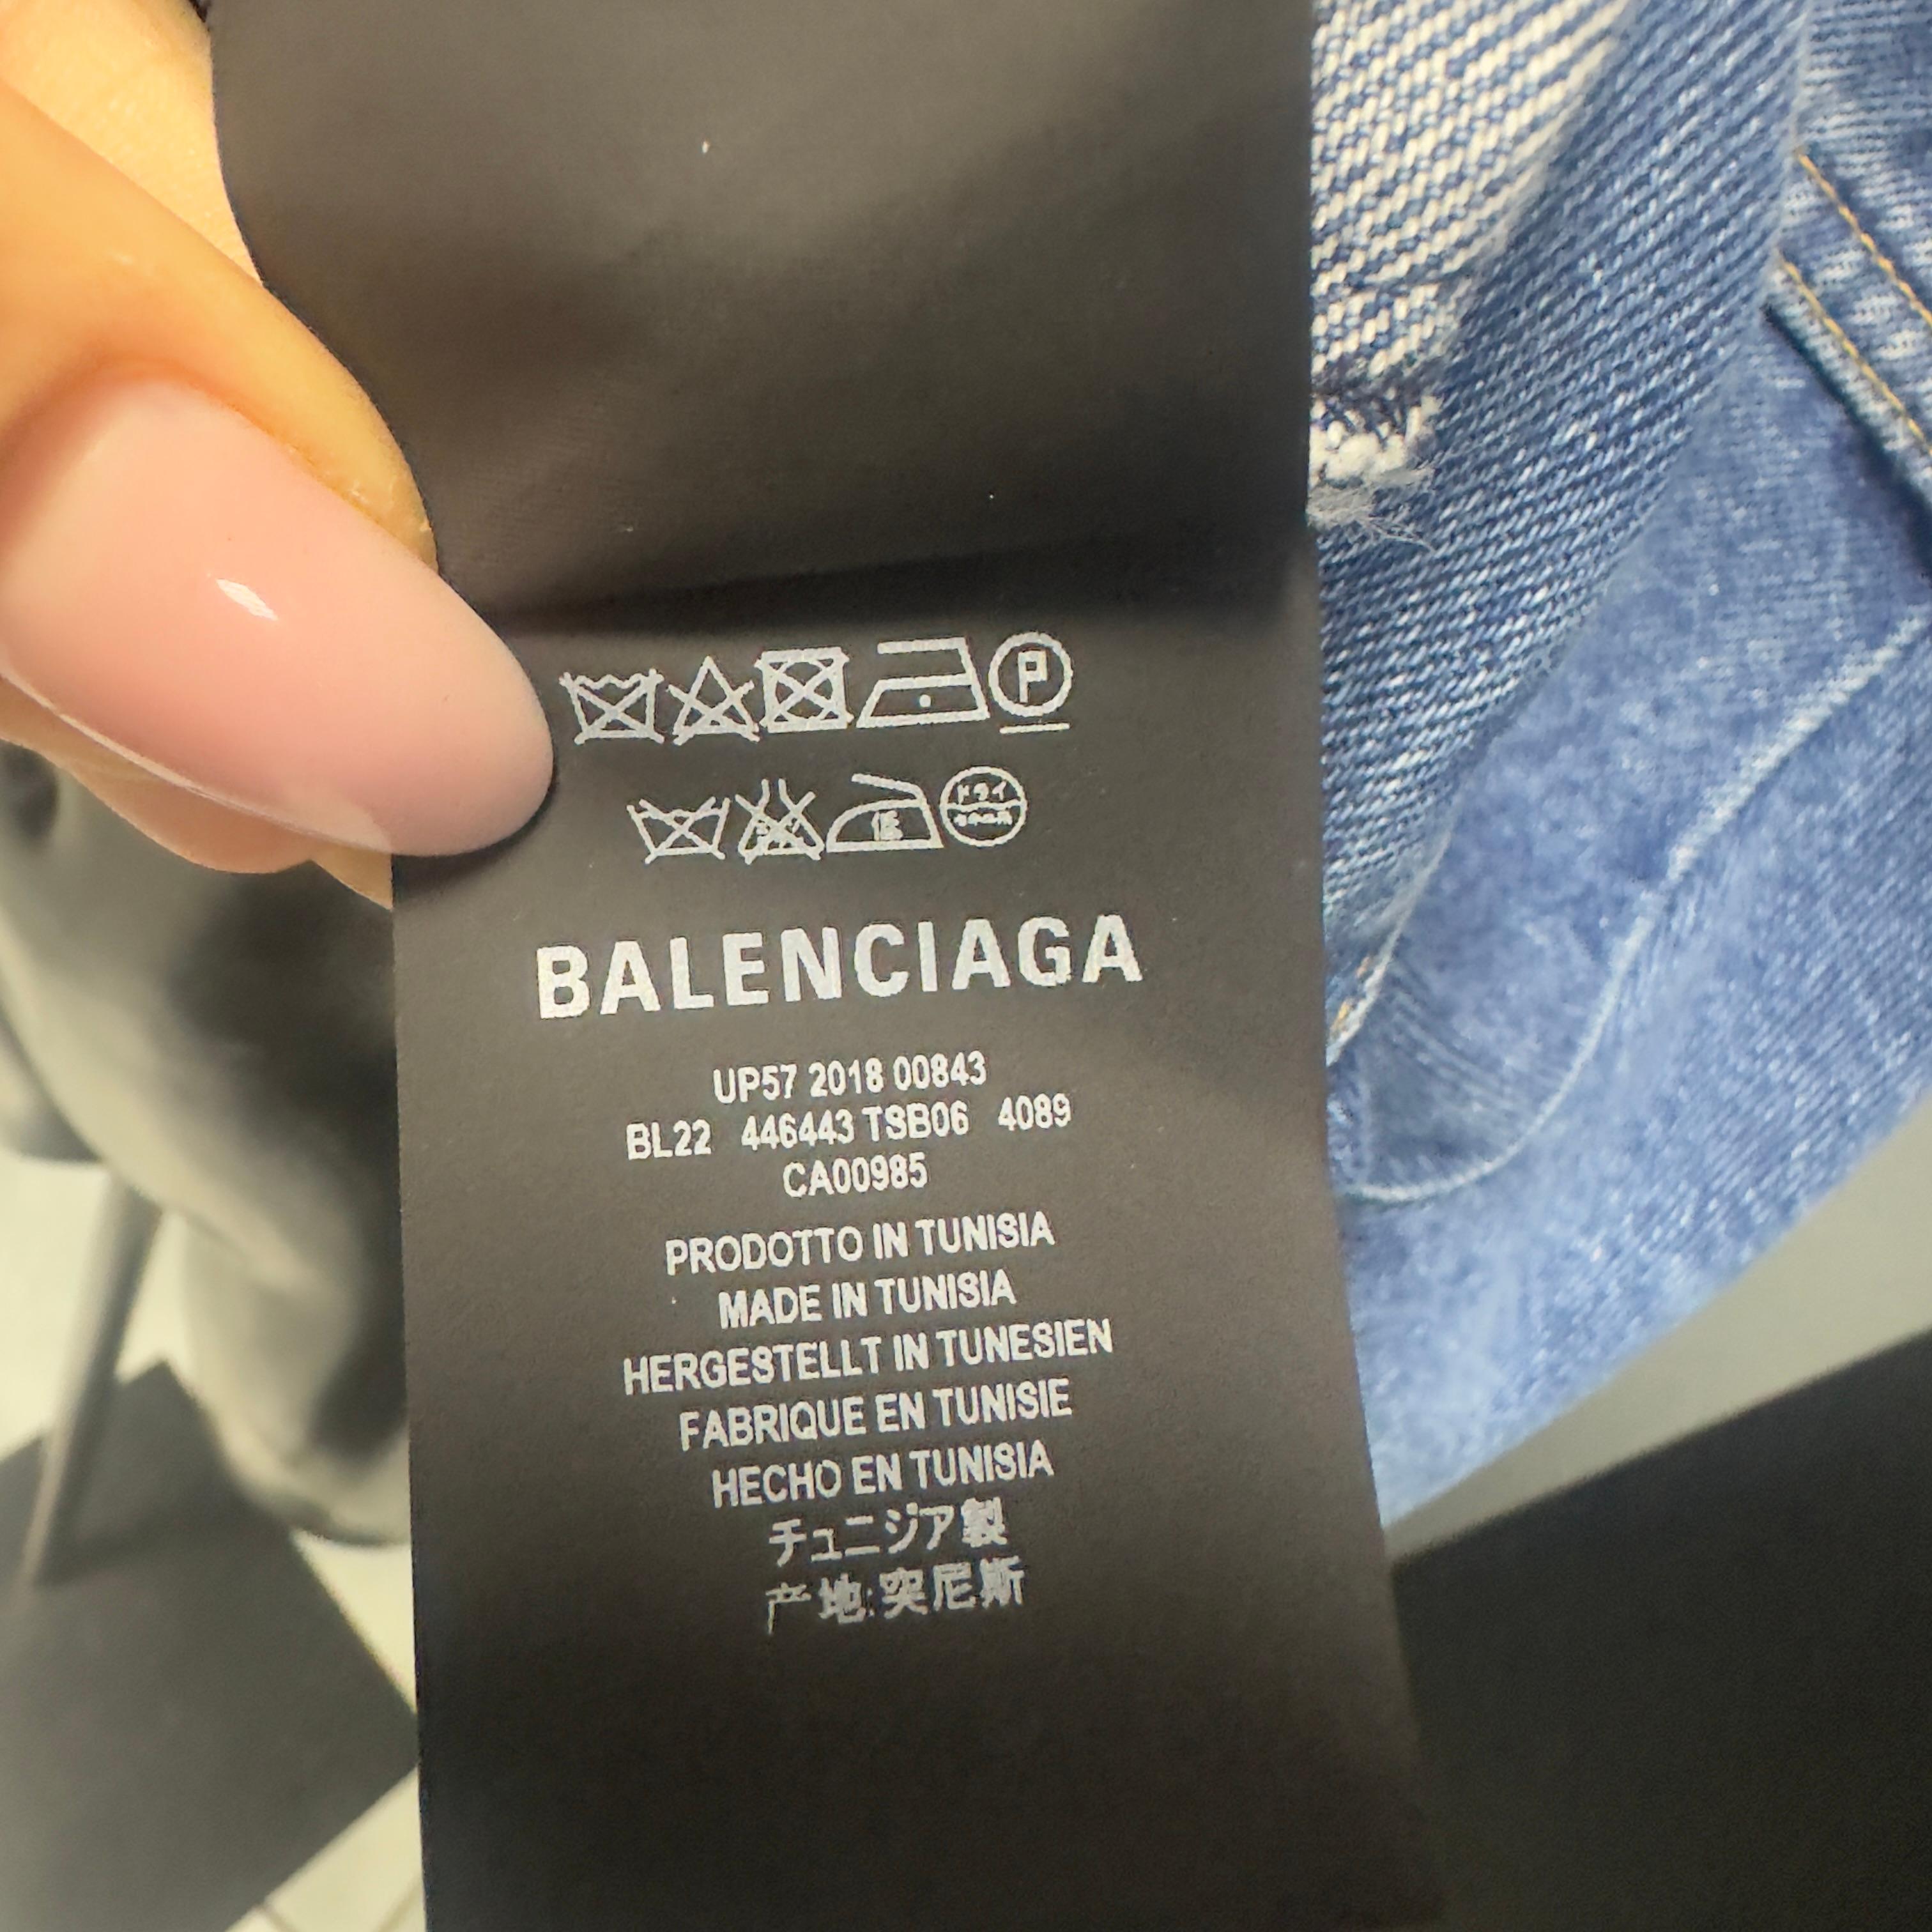 P
BALENCIAGA
UP57 2018 00843
BL22 446443 TSB06 4089
CA00985
PRODOTTO IN TUNISIA
MADE IN TUNISIA
HERGESTELLT IN TUNESIEN
FABRIQUE EN TUNISIE
HECHO EN TUNISIA
チュニジア製
产地:突尼斯